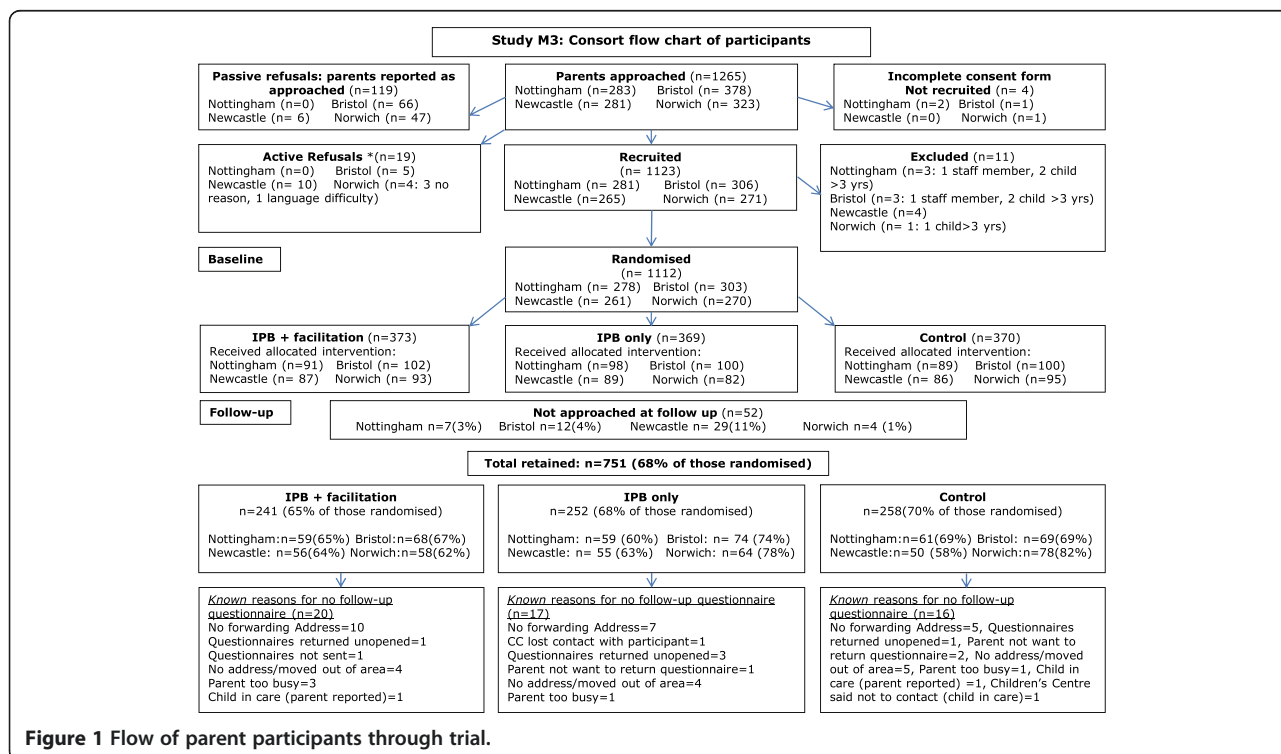 Study M3: Consort flow chart of participants
Passive refusals: parents reported as
approached (n=119)
Nottingham (n=0) Bristol (n= 66)
Newcastle (n= 6) Norwich (n= 47)
Parents approached (n=1265)
Nottingham (n=283) Bristol (n= 378)
Newcastle (n= 281) Norwich (n= 323)
Incomplete consent form
Not recruited (n= 4)
Nottingham (n=2) Bristol (n=1)
Newcastle (n=0) Norwich (n=1)
Active Refusals *(n=19)
Nottingham (n=0) Bristol (n= 5)
Newcastle (n= 10) Norwich (n=4: 3 no
reason, 1 language difficulty)
Recruited
(n= 1123)
Nottingham (n= 281) Bristol (n= 306)
Newcastle (n=265) Norwich (n= 271)
Excluded (n=11)
Nottingham (n=3: 1 staff member, 2 child
>3 yrs)
Bristol (n=3: 1 staff member, 2 child >3 yrs)
Newcastle (n=4)
Norwich (n= 1: 1 child>3 yrs)
Baseline
Randomised
(n= 1112)
Nottingham (n= 278) Bristol (n= 303)
Newcastle (n= 261) Norwich (n=270)
IPB + facilitation (n=373)
Received allocated intervention:
Nottingham (n=91) Bristol (n= 102)
Newcastle (n= 87) Norwich (n= 93)
IPB only (n=369)
Received allocated intervention:
Nottingham (n=98) Bristol (n= 100)
Newcastle (n= 89) Norwich (n=82)
Control (n=370)
Received allocated intervention:
Nottingham (n=89) Bristol (n=100)
Newcastle (n= 86) Norwich (n=95)
Follow-up
Not approached at follow up (n=52)
Nottingham n=7(3%) Bristol n=12(4%) Newcastle n= 29(11%) Norwich n=4 (1%)
Total retained: n=751 (68% of those randomised)
IPB + facilitation
n=241 (65% of those randomised)
Nottingham:n=59(65%) Bristol:n=68(67%)
Newcastle: n=56(64%) Norwich:n=58(62%)
IPB only
n=252 (68% of those randomised)
Nottingham: n=59 (60%) Bristol: n= 74 (74%)
Newcastle: n= 55 (63%) Norwich: n=64 (78%)
Control
n=258(70% of those randomised)
Nottingham:n=61(69%) Bristol: n=69(69%)
Newcastle:n=50 (58%) Norwich:n=78(82%)
Known reasons for no follow-up
questionnaire (n=20)
No forwarding Address=10
Questionnaires returned unopened=1
Questionnaires not sent=1
No address/moved out of area=4
Parent too busy=3
Child in care (parent reported)=1
Known reasons for no follow-up questionnaire
(n=17)
No forwarding Address=7
CC lost contact with participant=1
Questionnaires returned unopened=3
Parent not want to return questionnaire=1
No address/moved out of area=4
Parent too busy=1
Known reasons for no follow-up
questionnaire (n=16)
No forwarding Address=5, Questionnaires
returned unopened=1, Parent not want to
return questionnaire=2, No address/moved
out of area=5, Parent too busy=1, Child in
care (parent reported) =1, Children's Centre
said not to contact (child in care)=1
Figure 1 Flow of parent participants through trial.